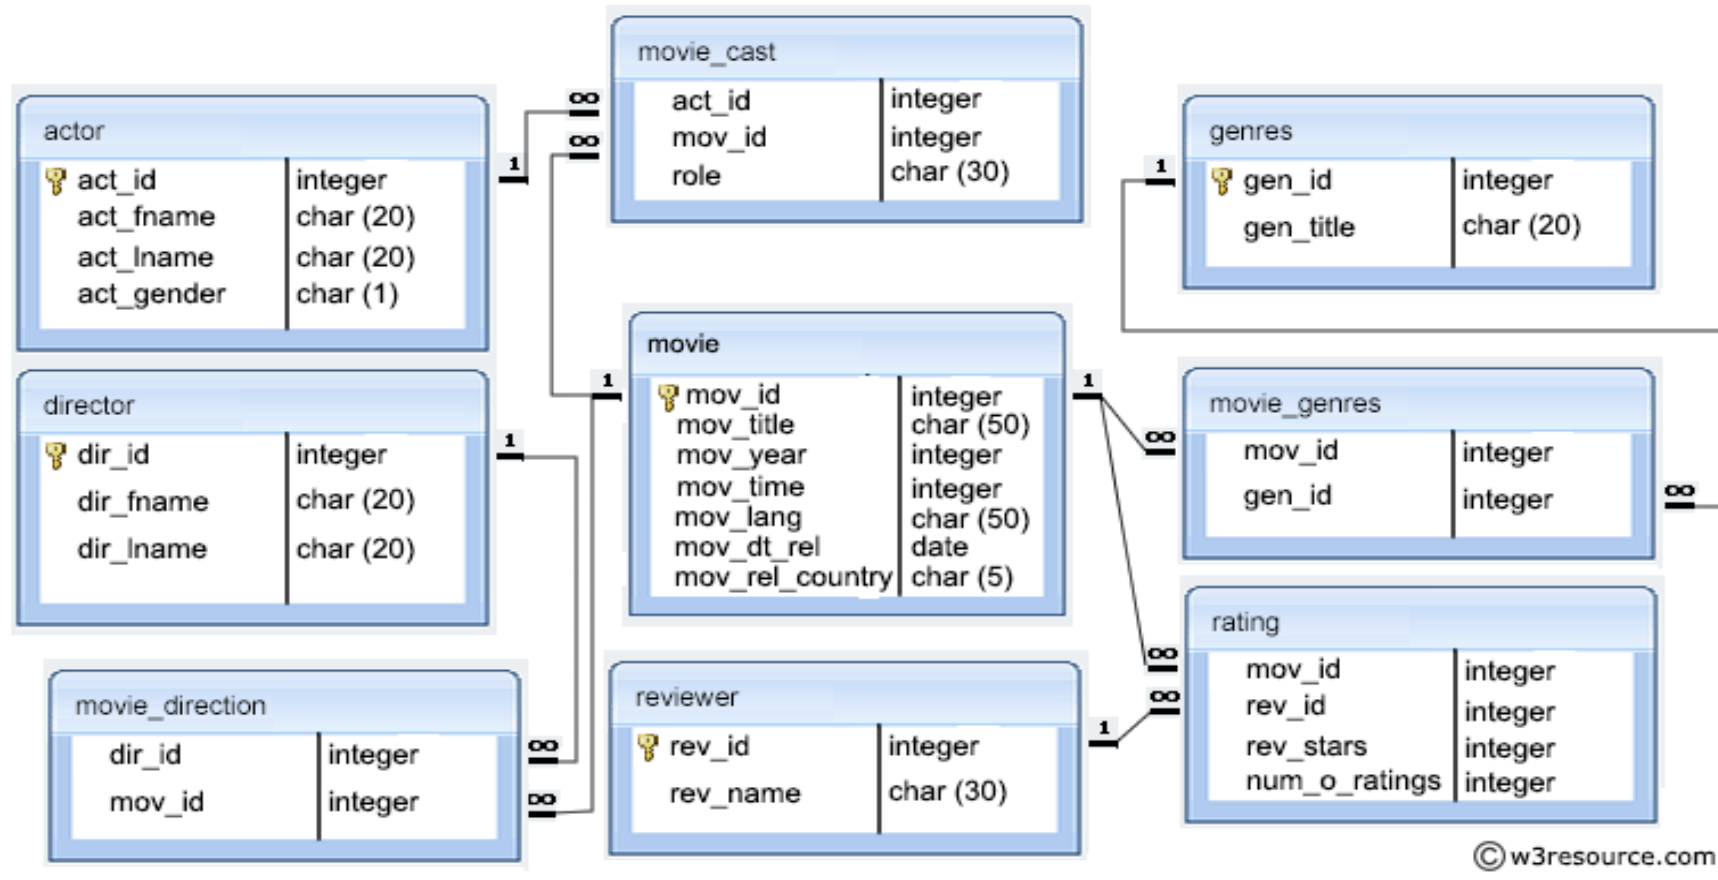 movie_cast
act_id integer
mov_id integer
role char (30)
actor
act_id integer
act_fname char (20)
act_lname char (20)
act_gender char (1)
genres
gen_id integer
gen_title char (20)
1
∞
∞
1
movie
mov_id integer
mov_title char (50)
mov_year integer
mov_time integer
mov_lang char (50)
mov_dt_rel date
mov_rel_country char (5)
1
1
director
dir_id integer
dir_fname char (20)
dir_lname char (20)
1
movie_genres
mov_id integer
gen_id integer
∞
∞
movie_direction
dir_id integer
mov_id integer
∞
∞
reviewer
rev_id integer
rev_name char (30)
1
rating
mov_id integer
rev_id integer
rev_stars integer
num_o_ratings integer
∞
∞
© w3resource.com